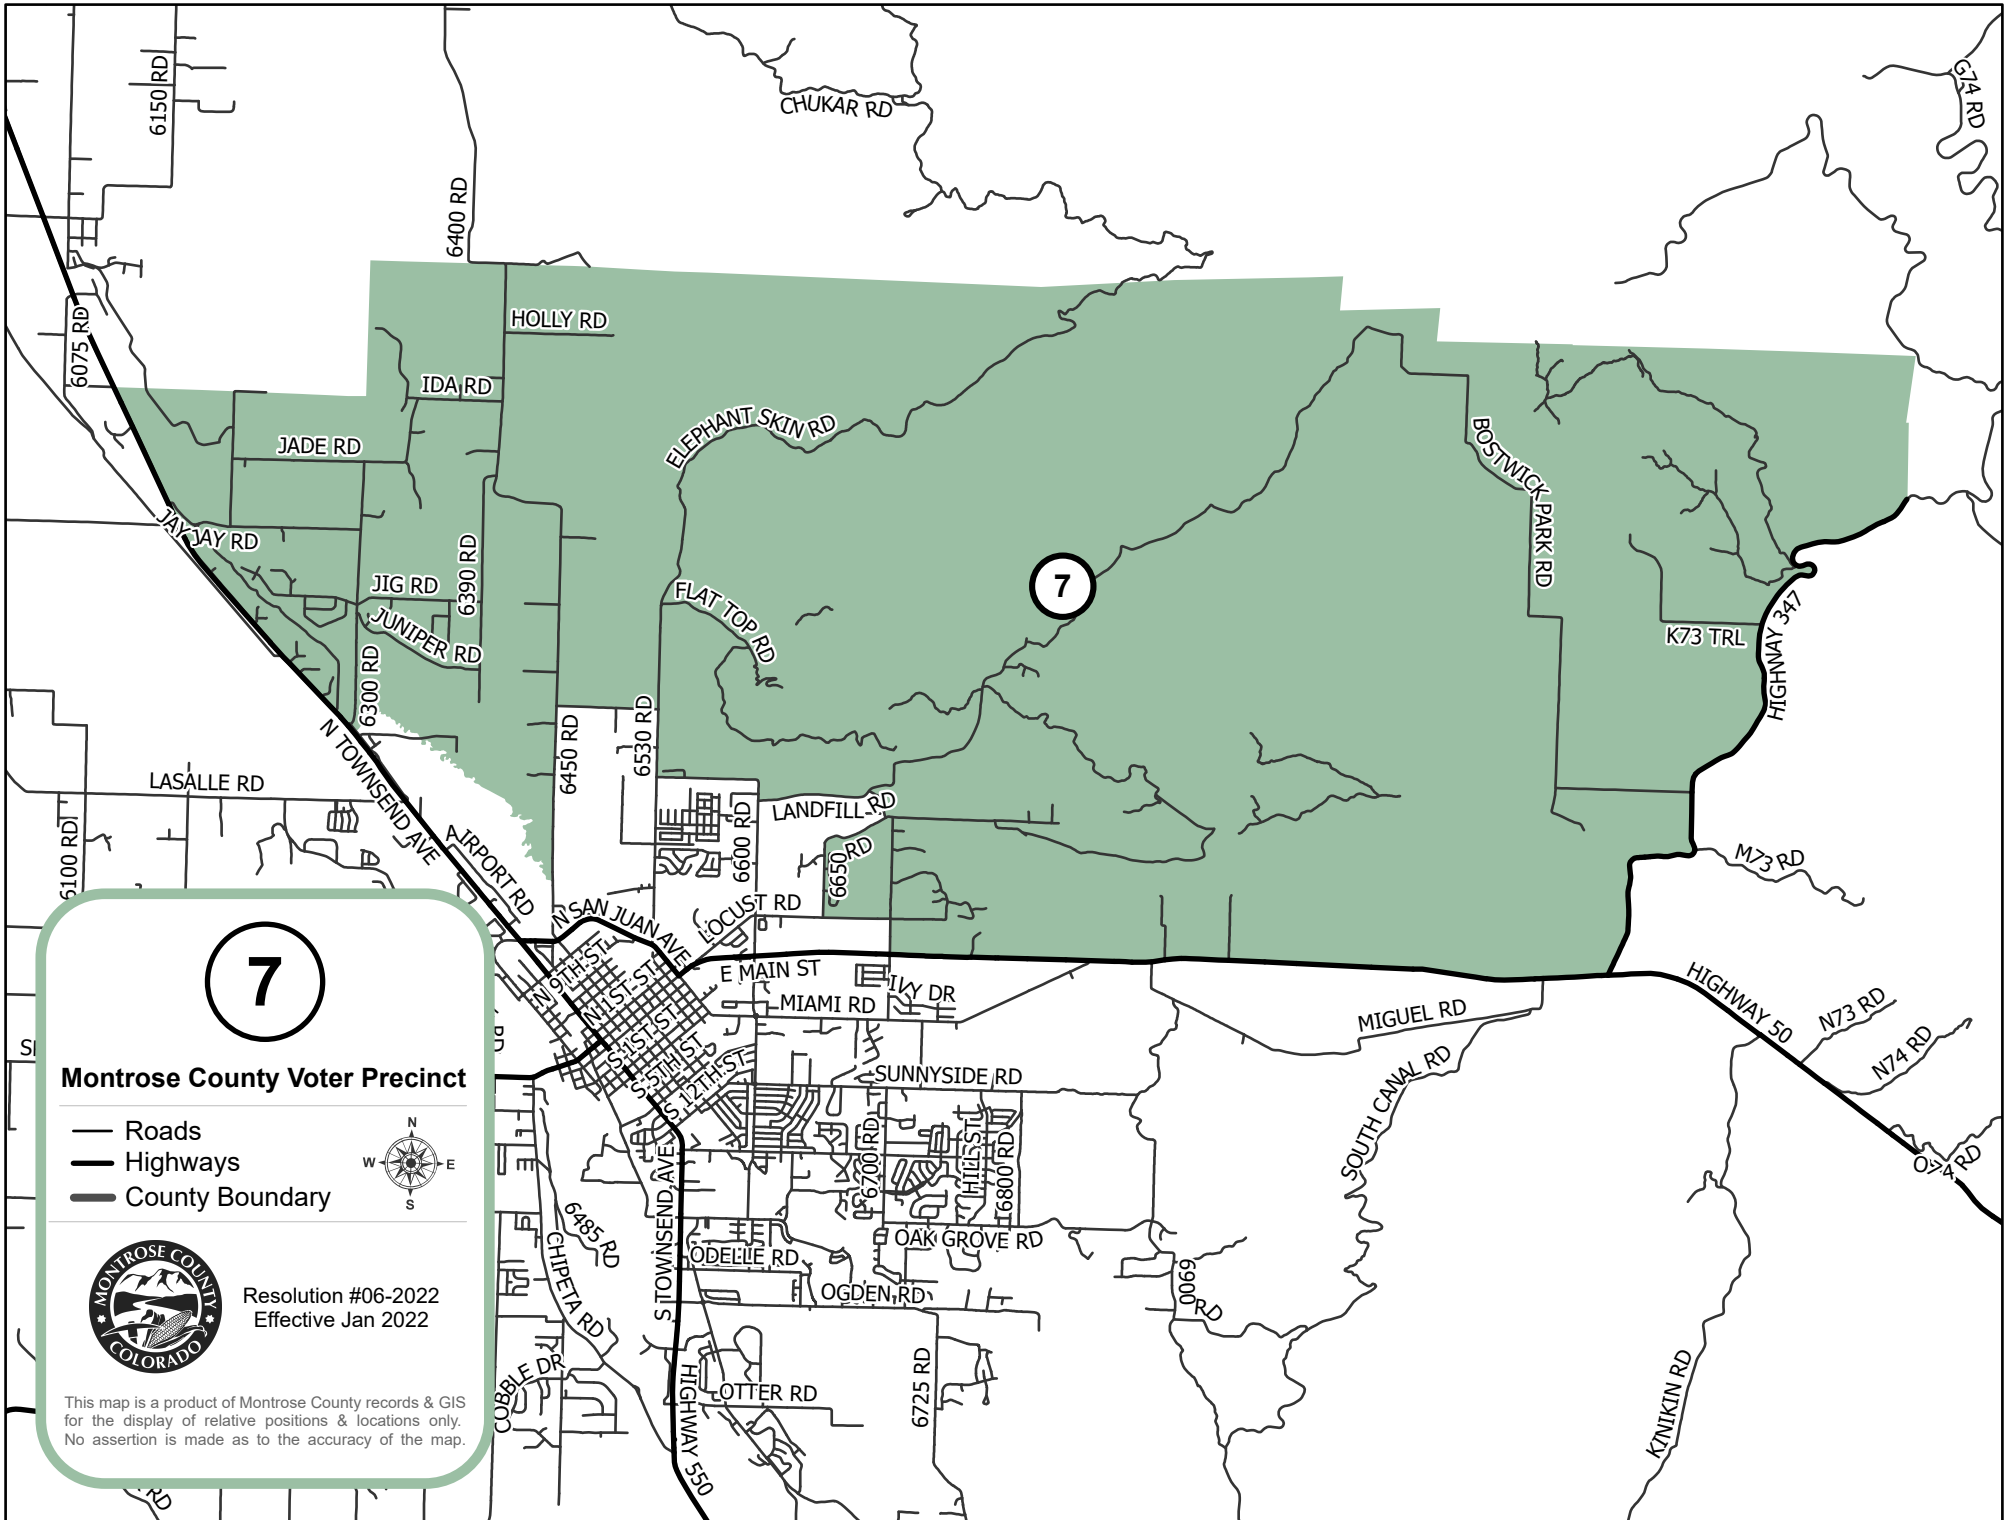 6150 RD
CHUKAR RD
G74 RD
6400 RD
HOLLY RD
6075 RD
IDA RD
ELEPHANT SKIN RD
JADE RD
BOSTWICK PARK RD
JAY JAY RD
6390 RD
JIG RD
7
FLAT TOP RD
JUNIPER RD
HIGHWAY 347
K73 TRL
6300 RD
6450 RD
6530 RD
N TOWNSEND AVE
LASALLE RD
LANDFILL RD
6600 RD
6100 RD
AIRPORT RD
6650 RD
M73 RD
N SAN JUAN AVE
LOCUST RD
N 9TH ST
E MAIN ST
IVY DR
N 1ST ST
MIAMI RD
HIGHWAY 50
MIGUEL RD
N73 RD
S 1ST ST
N74 RD
S 5TH ST
S 12TH ST
SUNNYSIDE RD
SOUTH CANAL RD
O74 RD
6700 RD
HILL ST
6800 RD
S TOWNSEND AVE
6485 RD
OAK GROVE RD
CHIPETA RD
ODELLE RD
6900 RD
OGDEN RD
COBBLE DR
HIGHWAY 550
OTTER RD
6725 RD
KINIKIN RD
RD
RD
7
Montrose County Voter Precinct
Roads
Highways
County Boundary
N
W E
S
MONTROSE COUNTY
COLORADO
Resolution #06-2022
Effective Jan 2022
This map is a product of Montrose County records & GIS
for the display of relative positions & locations only.
No assertion is made as to the accuracy of the map.